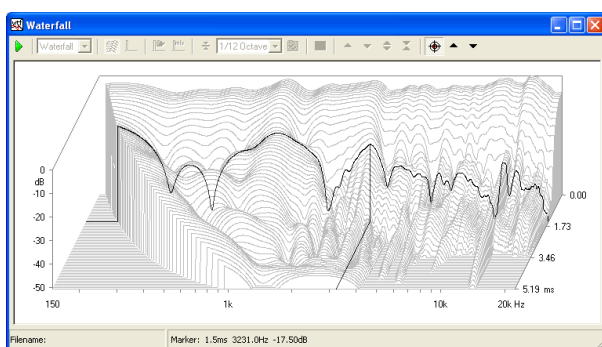 Waterfall
Waterfall 1/12 Octave
0
dB
-10
-20
-30
-40
-50
0.00
1.73
3.46
5.19 ms
150 1k 10k 20k Hz
Filename: Marker: 1.5ms 3231.0Hz -17.50dB